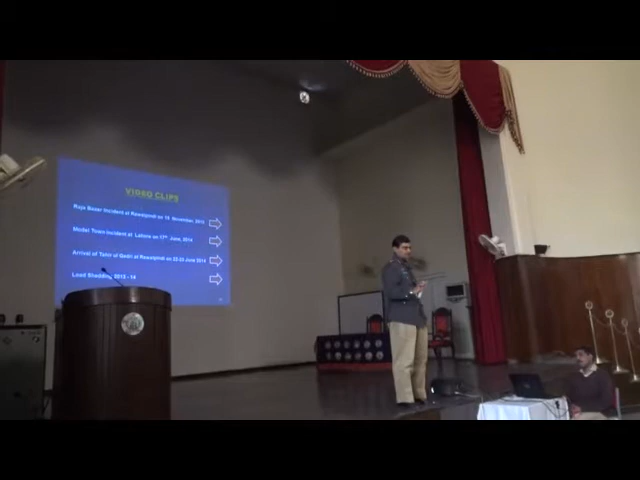 VIDEO CLIPS
Raja Bazar Incident at Rawalpindi on 15 November, 2013
Model Town Incident at Lahore on 17th June, 2014
Arrival of Tahir ul Qadri at Rawalpindi on 22-23 June 2014
Load Shedding 2013 - 14